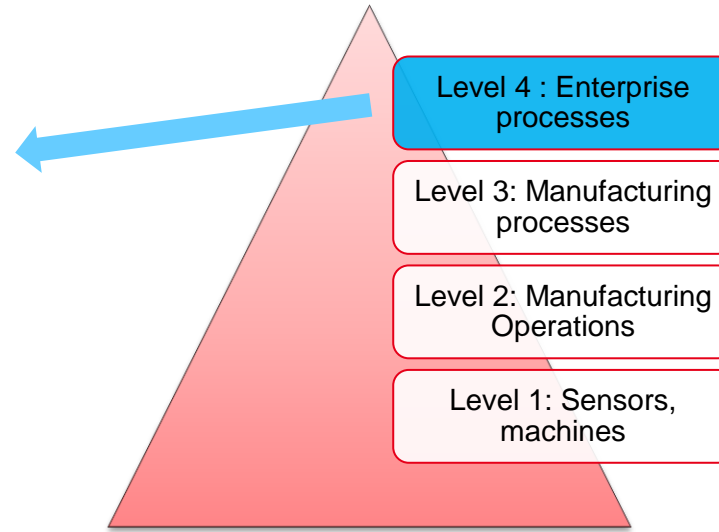 Level 4 : Enterprise
processes
Level 3: Manufacturing
processes
Level 2: Manufacturing
Operations
Level 1: Sensors,
machines